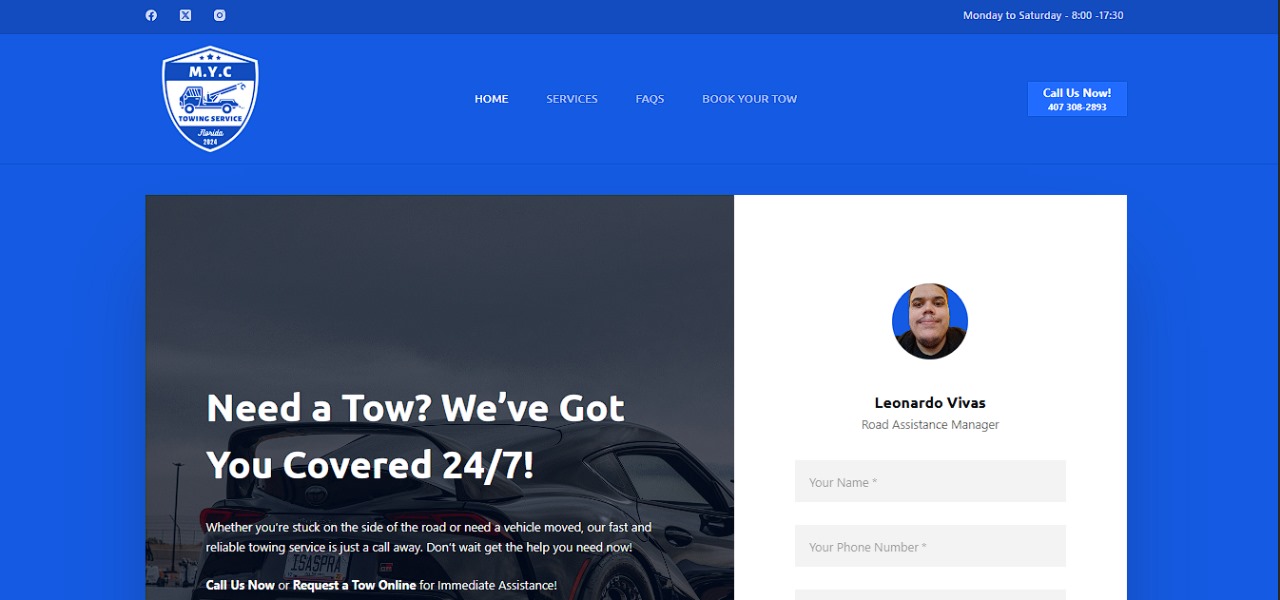 Monday to Saturday - 8:00 -17:30
M.Y.C
TOWING SERVICE
Florida
2024
HOME
SERVICES
FAQS
BOOK YOUR TOW
Call Us Now!
407 308-2893
Need a Tow? We’ve Got
You Covered 24/7!
Whether you’re stuck on the side of the road or need a vehicle moved, our fast and
reliable towing service is just a call away. Don’t wait get the help you need now!
Call Us Now or Request a Tow Online for Immediate Assistance!
ISASPRA
GR
Leonardo Vivas
Road Assistance Manager
Your Name *
Your Phone Number *